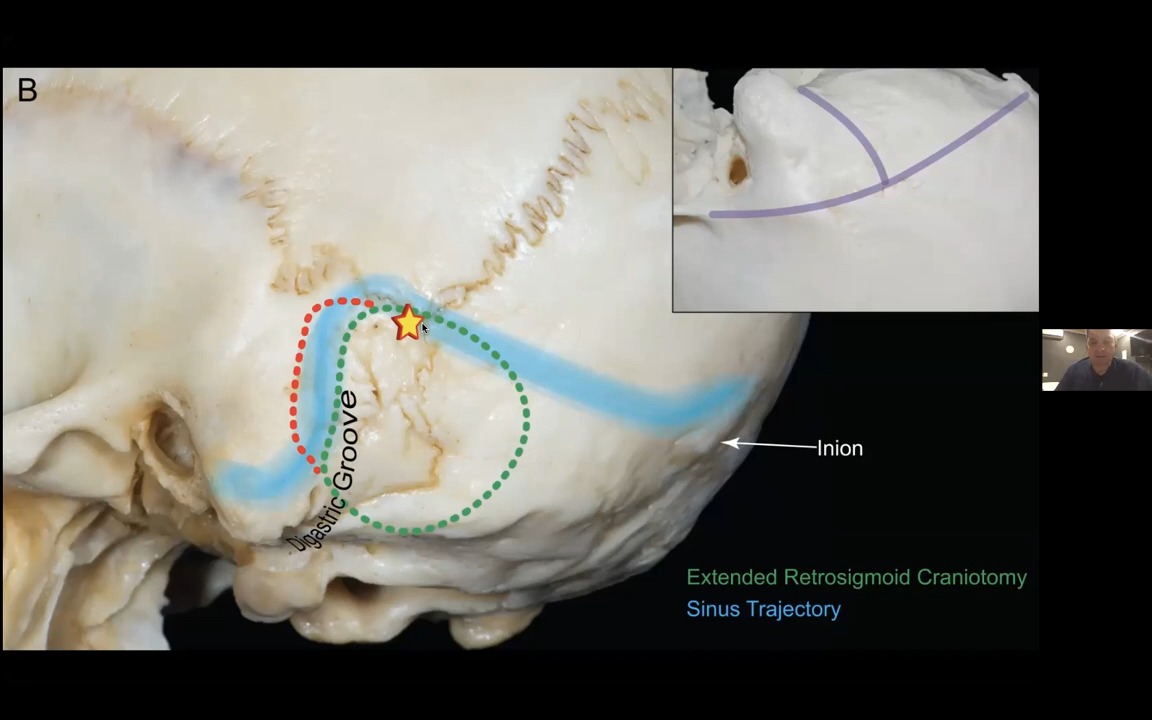 B
Digastric Groove
Inion
Extended Retrosigmoid Craniotomy
Sinus Trajectory